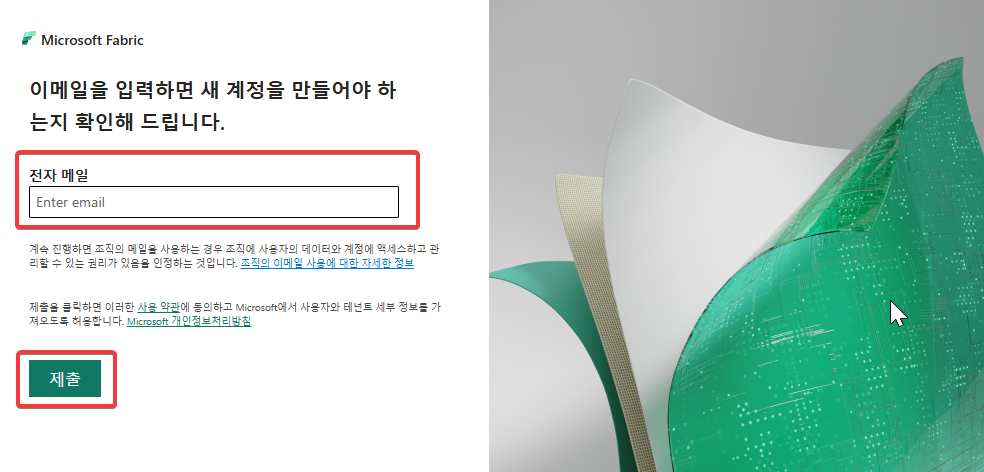 Microsoft Fabric
이메일을 입력하면 새 계정을 만들어야 하
는지 확인해 드립니다.
전자 메일
Enter email
계속 진행하면 조직의 메일을 사용하는 경우 조직에 사용자의 데이터와 계정에 액세스하고 관
리할 수 있는 권리가 있음을 인정하는 것입니다. 조직의 이메일 사용에 대한 자세한 정보
제출을 클릭하면 이러한 사용 약관에 동의하고 Microsoft에서 사용자와 테넌트 세부 정보를 가
져오도록 허용합니다. Microsoft 개인정보처리방침
제출